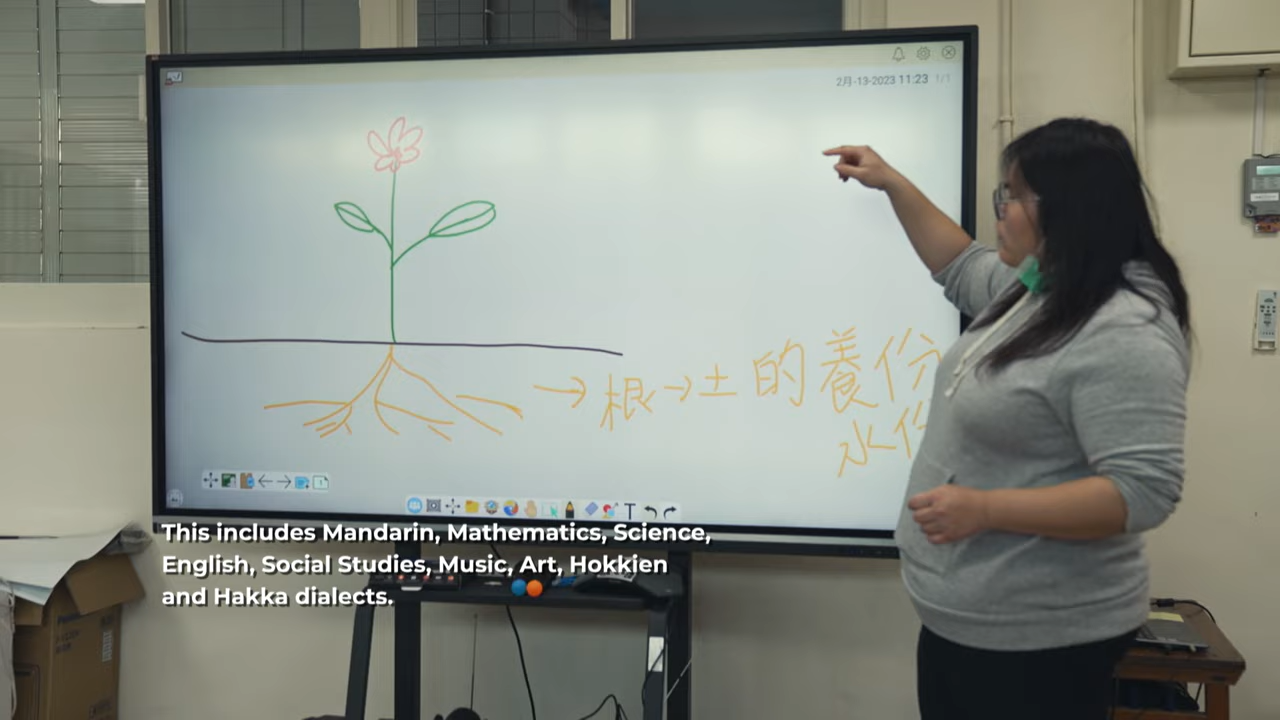 2月-13-2023 11:23 1/1
→根→土的養份
水份
T
This includes Mandarin, Mathematics, Science,
English, Social Studies, Music, Art, Hokkien
and Hakka dialects.